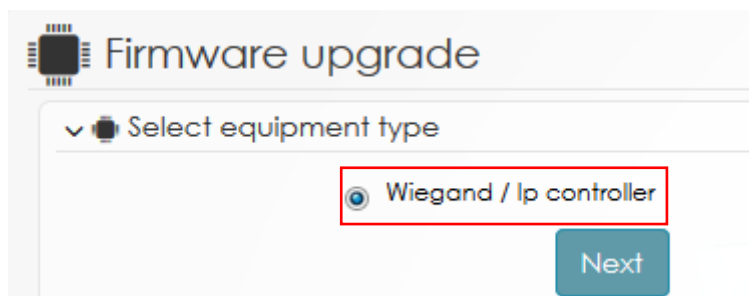 Firmware upgrade
Select equipment type
Wiegand / Ip controller
Next